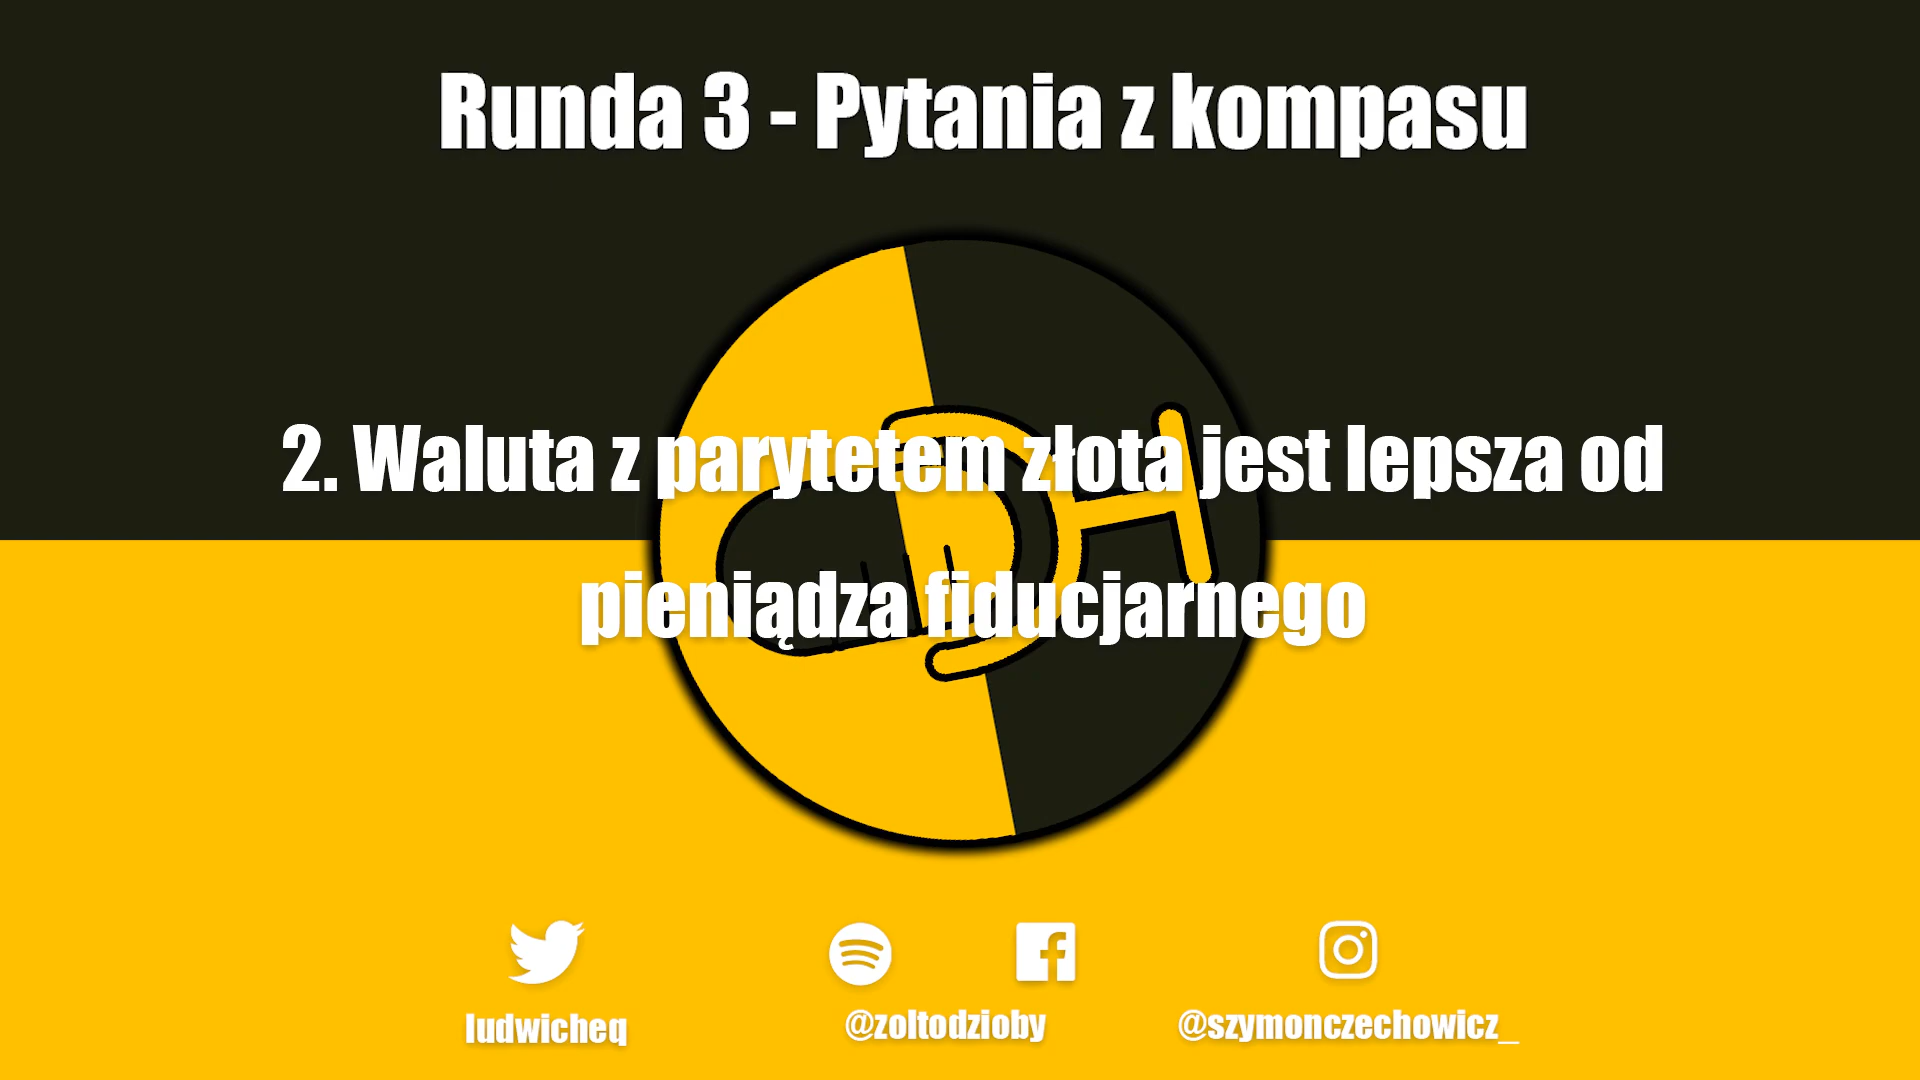 Runda 3 - Pytania z kompasu
2. Waluta z parytetem złota jest lepsza od
pieniądza fiducjarnego
ludwicheq
@zoltodzioby
@szymonczechowicz_